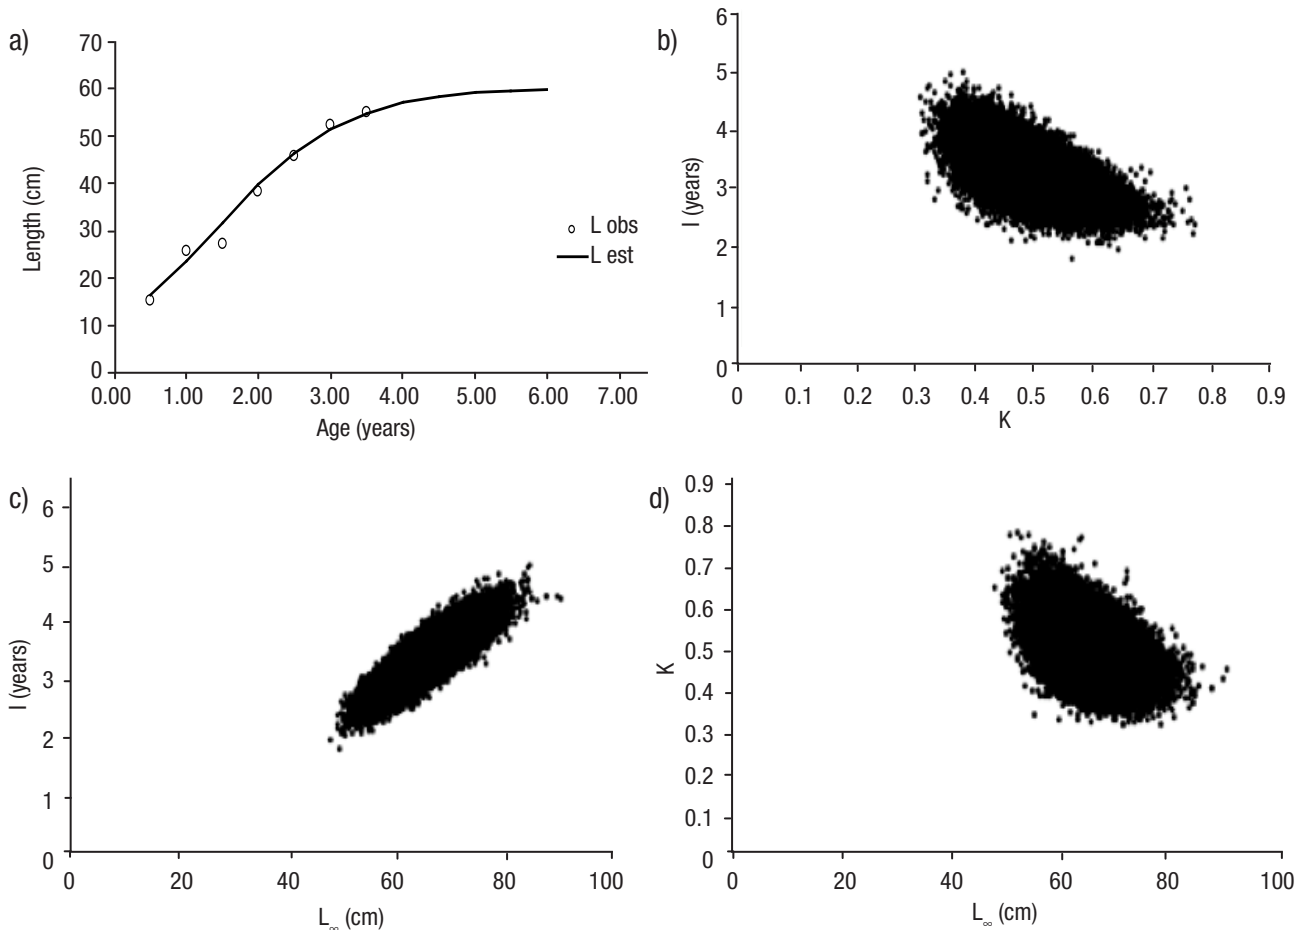 a)
70
60
50
40
30
20
10
0
Length (cm)
0.00 1.00 2.00 3.00 4.00 5.00 6.00 7.00
Age (years)
L obs
L est
b)
6
5
4
3
2
1
0
I (years)
0 0.1 0.2 0.3 0.4 0.5 0.6 0.7 0.8 0.9
K
c)
6
5
4
3
2
1
0
I (years)
0 20 40 60 80 100
L∞ (cm)
d)
0.9
0.8
0.7
0.6
0.5
0.4
0.3
0.2
0.1
0
K
0 20 40 60 80 100
L∞ (cm)